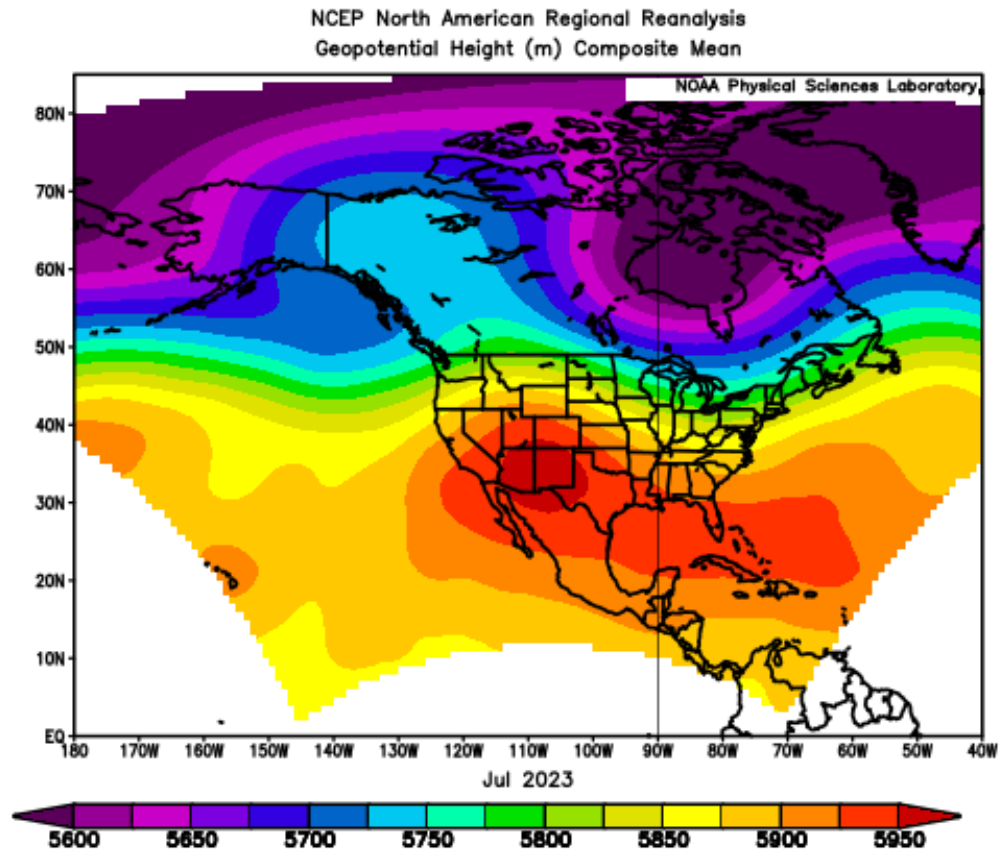 NCEP North American Regional Reanalysis
Geopotential Height (m) Composite Mean
NOAA Physical Sciences Laboratory
80N
70N
60N
50N
40N
30N
20N
10N
EQ
180 170W 160W 150W 140W 130W 120W 110W 100W 90W 80W 70W 60W 50W 40W
Jul 2023
5600 5650 5700 5750 5800 5850 5900 5950